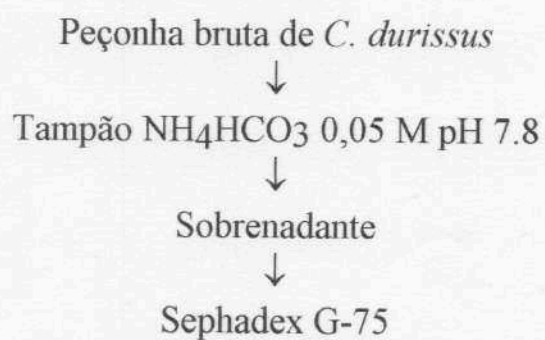 Peçonha bruta de C. durissus
↓
Tampão NH4HCO3 0,05 M pH 7.8
↓
Sobrenadante
↓
Sephadex G-75